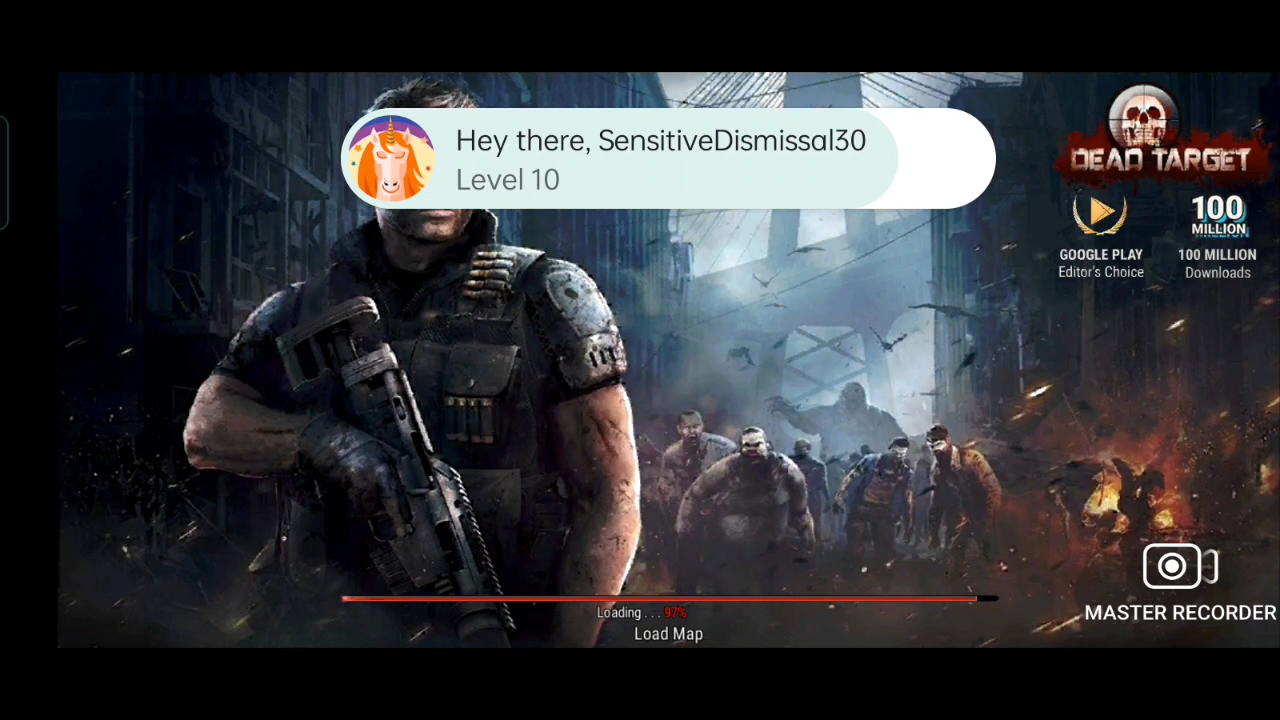 Hey there, SensitiveDismissal30
Level 10
DEAD TARGET
100
MILLION
GOOGLE PLAY
Editor's Choice
100 MILLION
Downloads
MASTER RECORDER
Loading . . . 97%
Load Map